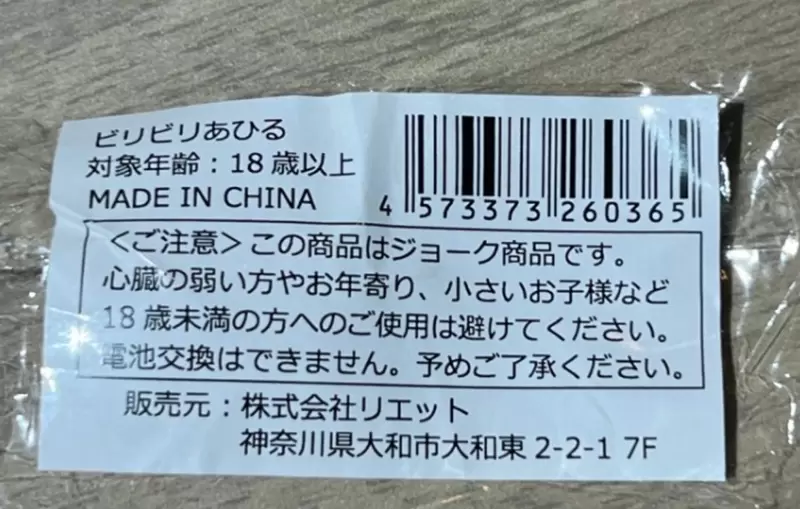 ビリビリあひる
対象年齢：18歳以上
MADE IN CHINA
4 573373 260365
＜ご注意＞この商品はジョーク商品です。
心臓の弱い方やお年寄り、小さいお子様など
18歳未満の方へのご使用は避けてください。
電池交換はできません。予めご了承ください。
販売元：株式会社リエット
神奈川県大和市大和東2-2-1 7F